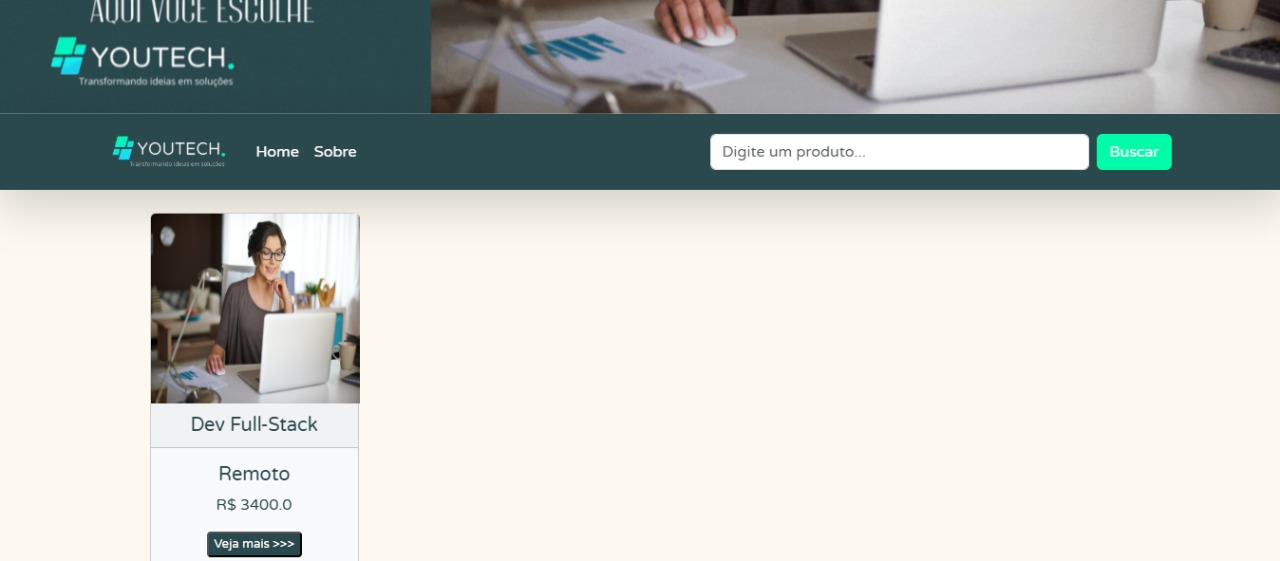 AQUI VOCÊ ESCOLHE
YOUTECH.
Transformando ideias em soluções
YOUTECH.
Transformando ideias em soluções
Home
Sobre
Digite um produto...
Buscar
Dev Full-Stack
Remoto
R$ 3400.0
Veja mais >>>